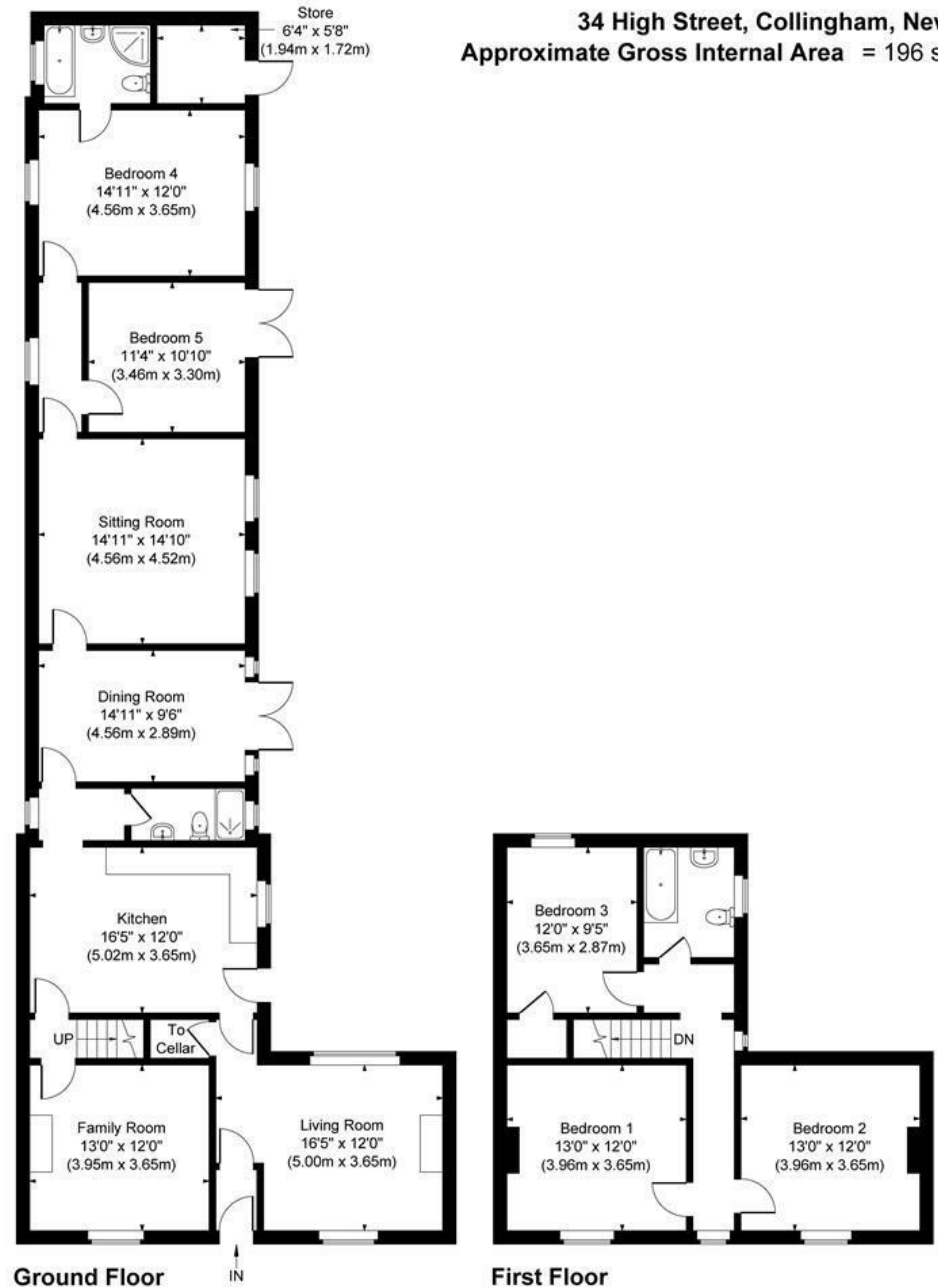 34 High Street, Collingham, Nev
Approximate Gross Internal Area = 196 s
Store
6'4" x 5'8"
(1.94m x 1.72m)
Bedroom 4
14'11" x 12'0"
(4.56m x 3.65m)
Bedroom 5
11'4" x 10'10"
(3.46m x 3.30m)
Sitting Room
14'11" x 14'10"
(4.56m x 4.52m)
Dining Room
14'11" x 9'6"
(4.56m x 2.89m)
Kitchen
16'5" x 12'0"
(5.02m x 3.65m)
UP
To
Cellar
Family Room
13'0" x 12'0"
(3.95m x 3.65m)
Living Room
16'5" x 12'0"
(5.00m x 3.65m)
IN
Ground Floor
Bedroom 3
12'0" x 9'5"
(3.65m x 2.87m)
DN
Bedroom 1
13'0" x 12'0"
(3.96m x 3.65m)
Bedroom 2
13'0" x 12'0"
(3.96m x 3.65m)
First Floor